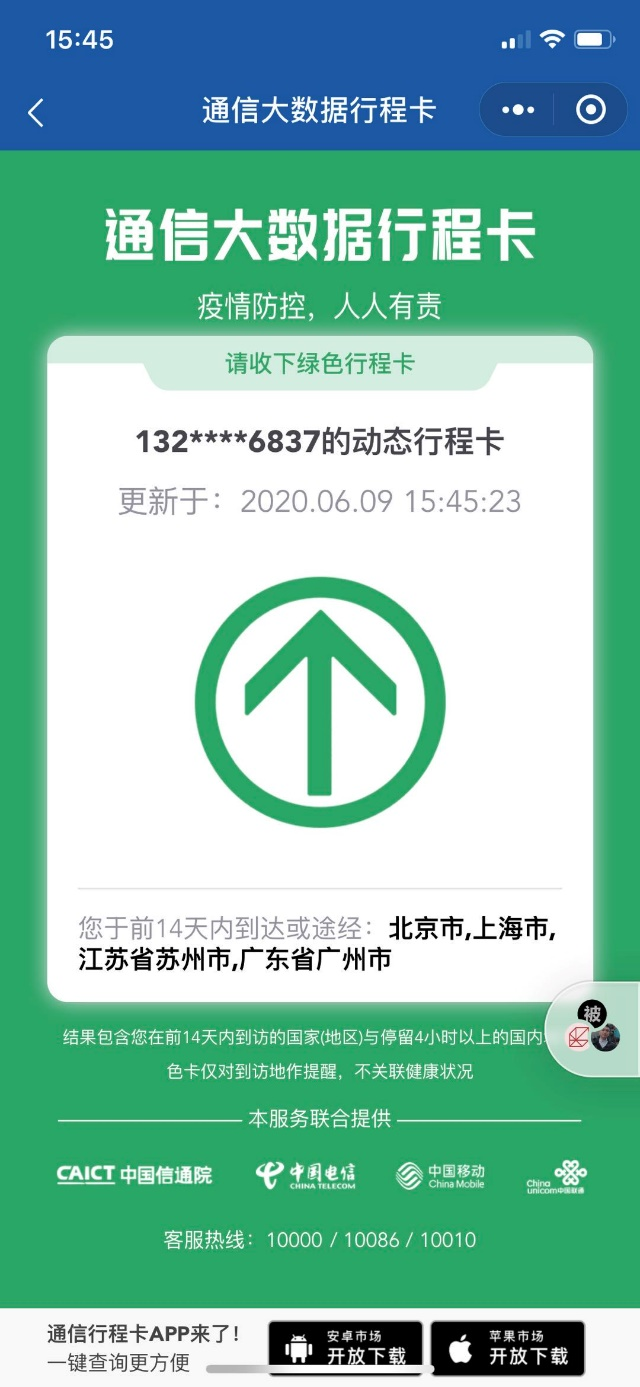 15:45
通信大数据行程卡
通信大数据行程卡
疫情防控，人人有责
请收下绿色行程卡
132****6837的动态行程卡
更新于：2020.06.09 15:45:23
您于前14天内到达或途经：北京市,上海市,
江苏省苏州市,广东省广州市
被
结果包含您在前14天内到访的国家(地区)与停留4小时以上的国内
色卡仅对到访地作提醒，不关联健康状况
本服务联合提供
CAICT 中国信通院
中国电信
CHINA TELECOM
中国移动
China Mobile
China
unicom中国联通
客服热线：10000 / 10086 / 10010
通信行程卡APP来了！
一键查询更方便
安卓市场
开放下载
苹果市场
开放下载